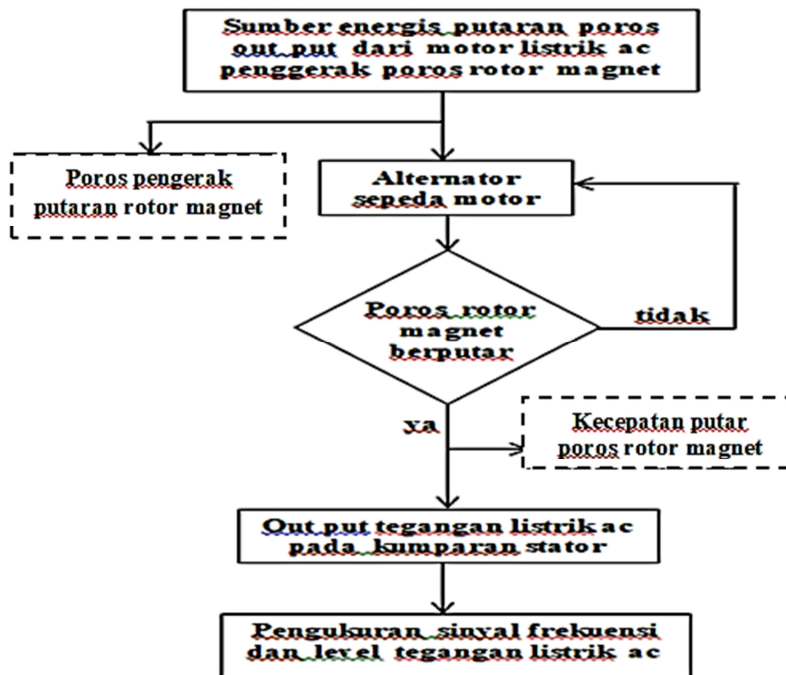 Sumber energis putaran poros
out put dari motor listrik ac
penggerak poros rotor magnet
Poros pengerak
putaran rotor magnet
Alternator
sepeda motor
Poros rotor
magnet
berputar
tidak
ya
Kecepatan putar
poros rotor magnet
Out put tegangan listrik ac
pada kumparan stator
Pengukuran sinyal frekuensi
dan level tegangan listrik ac